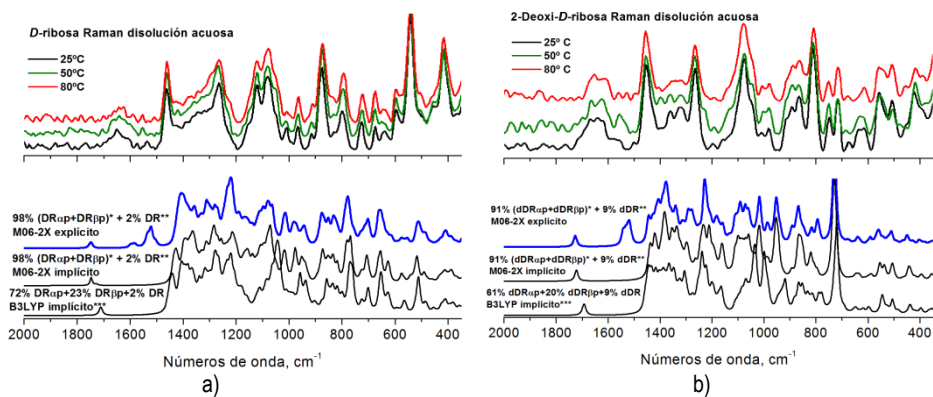 D-ribosa Raman disolución acuosa
25ºC
50ºC
80ºC
98% (DRαp+DRβp)* + 2% DR**
M06-2X explícito
98% (DRαp+DRβp)* + 2% DR**
M06-2X implícito
72% DRαp+23% DRβp+2% DR
B3LYP implícito***
2000 1800 1600 1400 1200 1000 800 600 400
Números de onda, cm-1
a)
2-Deoxi-D-ribosa Raman disolución acuosa
25º C
50º C
80º C
91% (dDRαp+dDRβp)* + 9% dDR**
M06-2X explícito
91% (dDRαp+dDRβp)* + 9% dDR**
M06-2X implícito
61% dDRαp+20% dDRβp+9% dDR
B3LYP implícito***
2000 1800 1600 1400 1200 1000 800 600 400
Números de onda, cm-1
b)